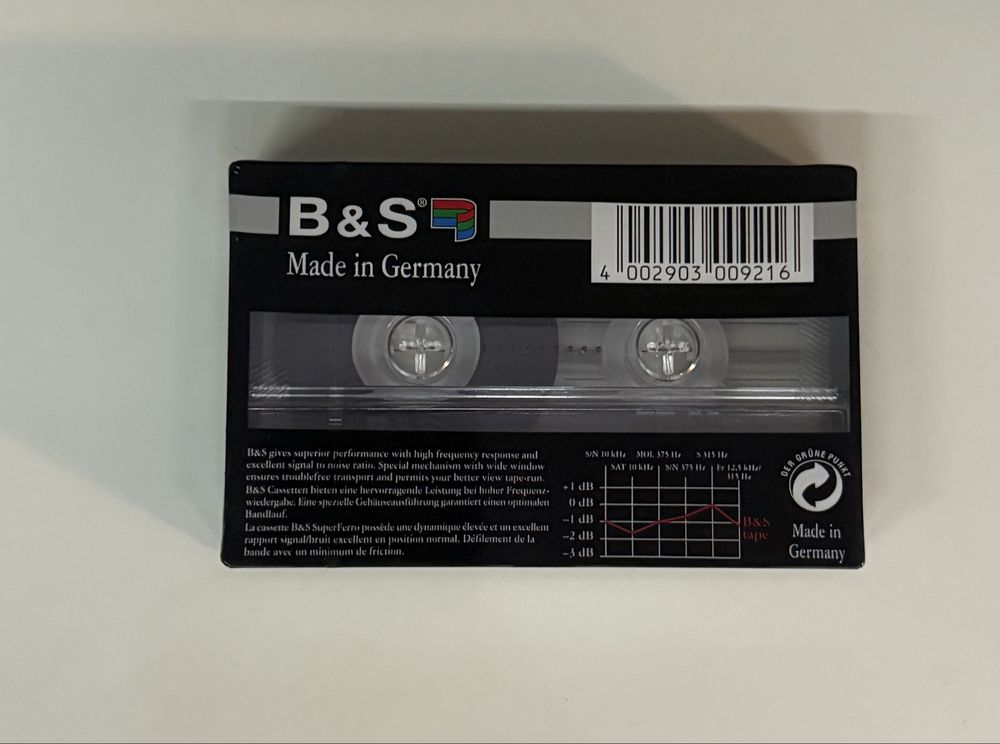 B&S®
Made in Germany
4 002903 009216
B&S gives superior performance with high frequency response and
excellent signal to noise ratio. Special mechanism with wide window
ensures troublefree transport and permits your better view tape-run.
B&S Cassetten bieten eine hervorragende Leistung bei hoher Frequenz-
wiedergabe. Eine spezielle Gehäuseausführung garantiert einen optimalen
Bandlauf.
La cassette B&S SuperFerro possède une dynamique élevée et un excellent
rapport signal/bruit excellent en position normal. Défilement de la
bande avec un minimum de friction.
S/N 10 kHz MOL 375 Hz S 315 Hz
SAT 10 kHz S/N 375 Hz Fr 12,5 kHz/
315 Hz
+1 dB
0 dB
-1 dB
-2 dB
-3 dB
B&S
tape
DER GRÜNE PUNKT
Made in
Germany